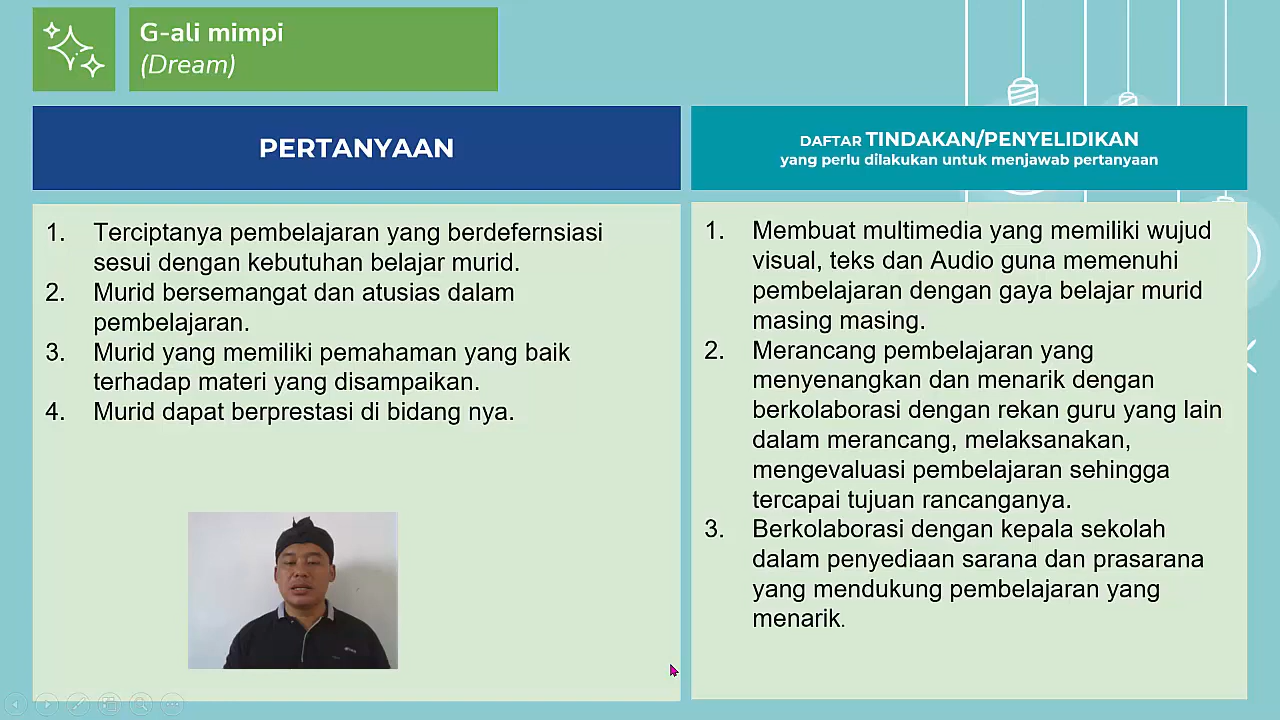 G-ali mimpi
(Dream)
PERTANYAAN
DAFTAR TINDAKAN/PENYELIDIKAN
yang perlu dilakukan untuk menjawab pertanyaan
1. Terciptanya pembelajaran yang berdefernsiasi
sesui dengan kebutuhan belajar murid.
2. Murid bersemangat dan atusias dalam
pembelajaran.
3. Murid yang memiliki pemahaman yang baik
terhadap materi yang disampaikan.
4. Murid dapat berprestasi di bidang nya.
1. Membuat multimedia yang memiliki wujud
visual, teks dan Audio guna memenuhi
pembelajaran dengan gaya belajar murid
masing masing.
2. Merancang pembelajaran yang
menyenangkan dan menarik dengan
berkolaborasi dengan rekan guru yang lain
dalam merancang, melaksanakan,
mengevaluasi pembelajaran sehingga
tercapai tujuan rancanganya.
3. Berkolaborasi dengan kepala sekolah
dalam penyediaan sarana dan prasarana
yang mendukung pembelajaran yang
menarik.